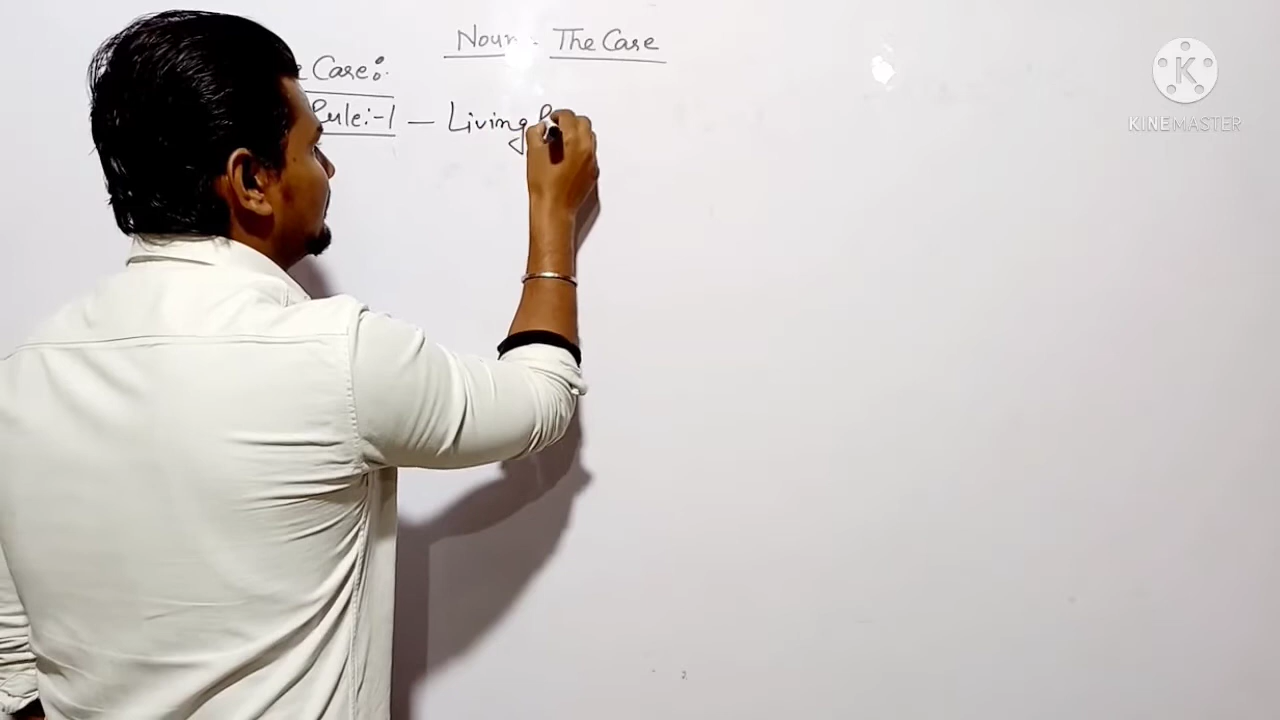 Noun - The Case
Case:
Rule:-1 — Living
K
KINEMASTER